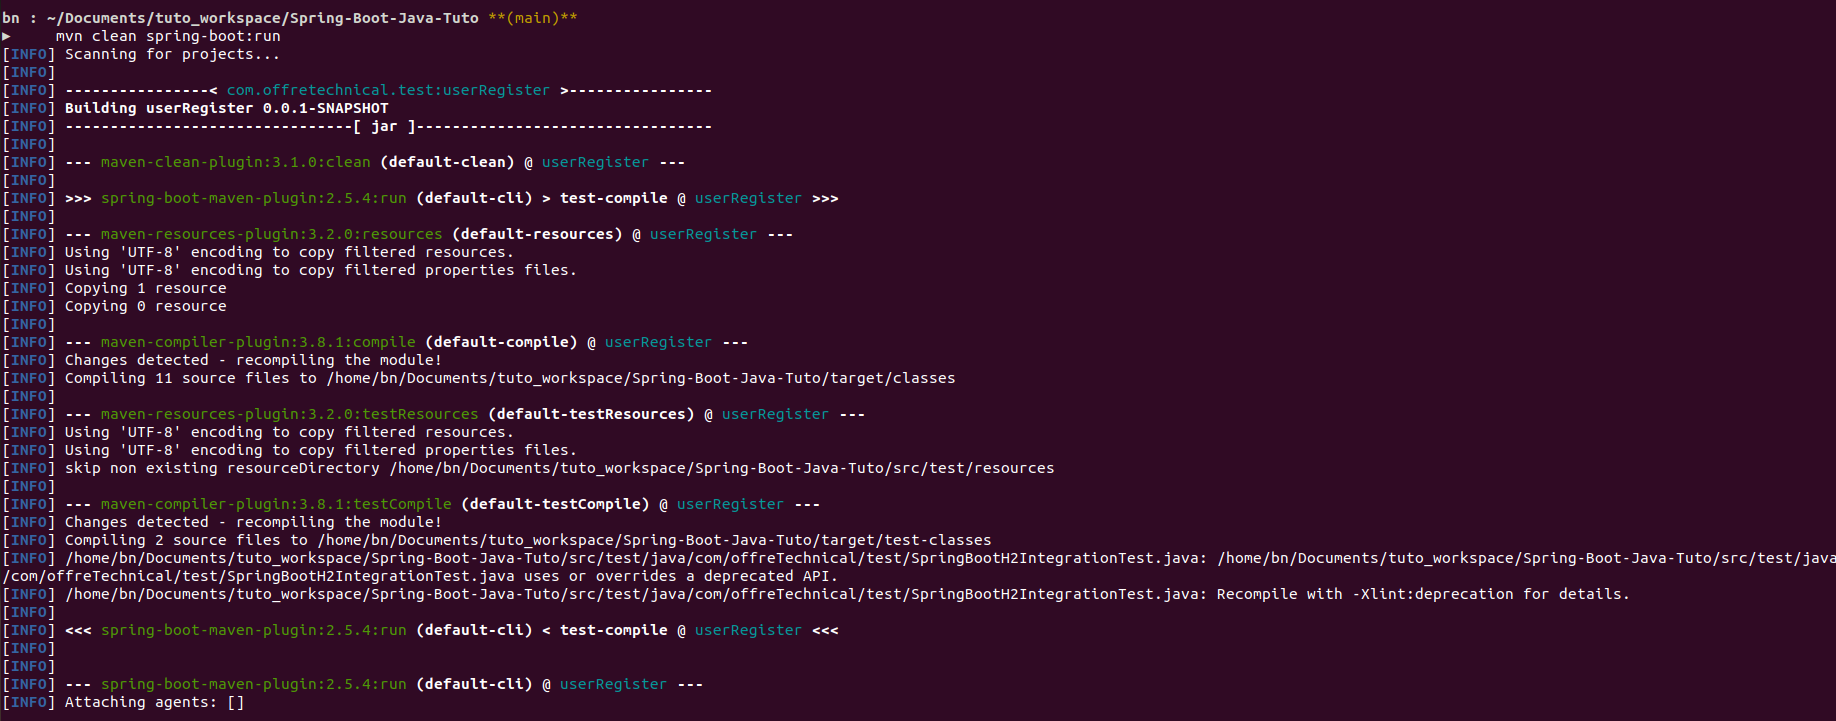 bn : ~/Documents/tuto_workspace/Spring-Boot-Java-Tuto **(main)**
►     mvn clean spring-boot:run
[INFO] Scanning for projects...
[INFO]
[INFO] ----------------< com.offretechnical.test:userRegister >----------------
[INFO] Building userRegister 0.0.1-SNAPSHOT
[INFO] --------------------------------[ jar ]---------------------------------
[INFO]
[INFO] --- maven-clean-plugin:3.1.0:clean (default-clean) @ userRegister ---
[INFO]
[INFO] >>> spring-boot-maven-plugin:2.5.4:run (default-cli) > test-compile @ userRegister >>>
[INFO]
[INFO] --- maven-resources-plugin:3.2.0:resources (default-resources) @ userRegister ---
[INFO] Using 'UTF-8' encoding to copy filtered resources.
[INFO] Using 'UTF-8' encoding to copy filtered properties files.
[INFO] Copying 1 resource
[INFO] Copying 0 resource
[INFO]
[INFO] --- maven-compiler-plugin:3.8.1:compile (default-compile) @ userRegister ---
[INFO] Changes detected - recompiling the module!
[INFO] Compiling 11 source files to /home/bn/Documents/tuto_workspace/Spring-Boot-Java-Tuto/target/classes
[INFO]
[INFO] --- maven-resources-plugin:3.2.0:testResources (default-testResources) @ userRegister ---
[INFO] Using 'UTF-8' encoding to copy filtered resources.
[INFO] Using 'UTF-8' encoding to copy filtered properties files.
[INFO] skip non existing resourceDirectory /home/bn/Documents/tuto_workspace/Spring-Boot-Java-Tuto/src/test/resources
[INFO]
[INFO] --- maven-compiler-plugin:3.8.1:testCompile (default-testCompile) @ userRegister ---
[INFO] Changes detected - recompiling the module!
[INFO] Compiling 2 source files to /home/bn/Documents/tuto_workspace/Spring-Boot-Java-Tuto/target/test-classes
[INFO] /home/bn/Documents/tuto_workspace/Spring-Boot-Java-Tuto/src/test/java/com/offreTechnical/test/SpringBootH2IntegrationTest.java: /home/bn/Documents/tuto_workspace/Spring-Boot-Java-Tuto/src/test/java
/com/offreTechnical/test/SpringBootH2IntegrationTest.java uses or overrides a deprecated API.
[INFO] /home/bn/Documents/tuto_workspace/Spring-Boot-Java-Tuto/src/test/java/com/offreTechnical/test/SpringBootH2IntegrationTest.java: Recompile with -Xlint:deprecation for details.
[INFO]
[INFO] <<< spring-boot-maven-plugin:2.5.4:run (default-cli) < test-compile @ userRegister <<<
[INFO]
[INFO]
[INFO] --- spring-boot-maven-plugin:2.5.4:run (default-cli) @ userRegister ---
[INFO] Attaching agents: []